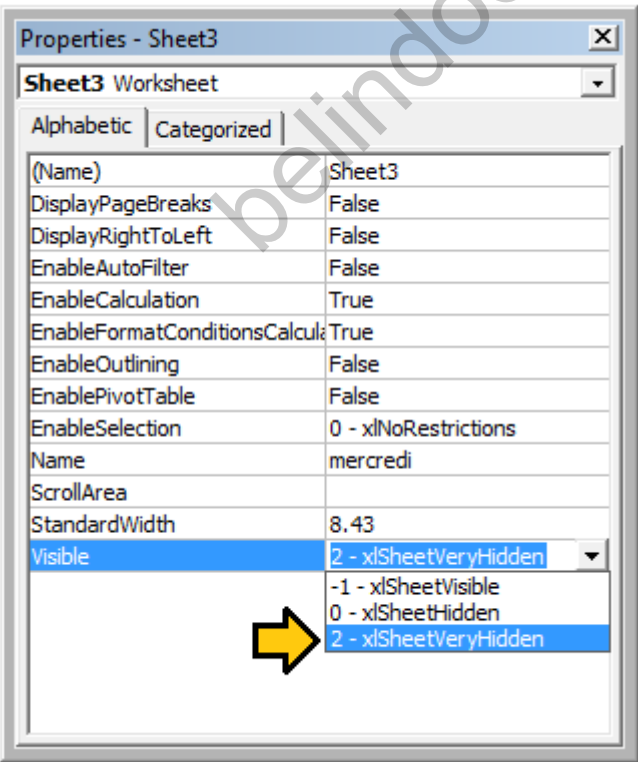 Properties - Sheet3
Sheet3 Worksheet
Alphabetic Categorized
(Name) Sheet3
DisplayPageBreaks False
DisplayRightToLeft False
EnableAutoFilter False
EnableCalculation True
EnableFormatConditionsCalcula True
EnableOutlining False
EnablePivotTable False
EnableSelection 0 - xlNoRestrictions
Name mercredi
ScrollArea
StandardWidth 8.43
Visible 2 - xlSheetVeryHidden
-1 - xlSheetVisible
0 - xlSheetHidden
2 - xlSheetVeryHidden